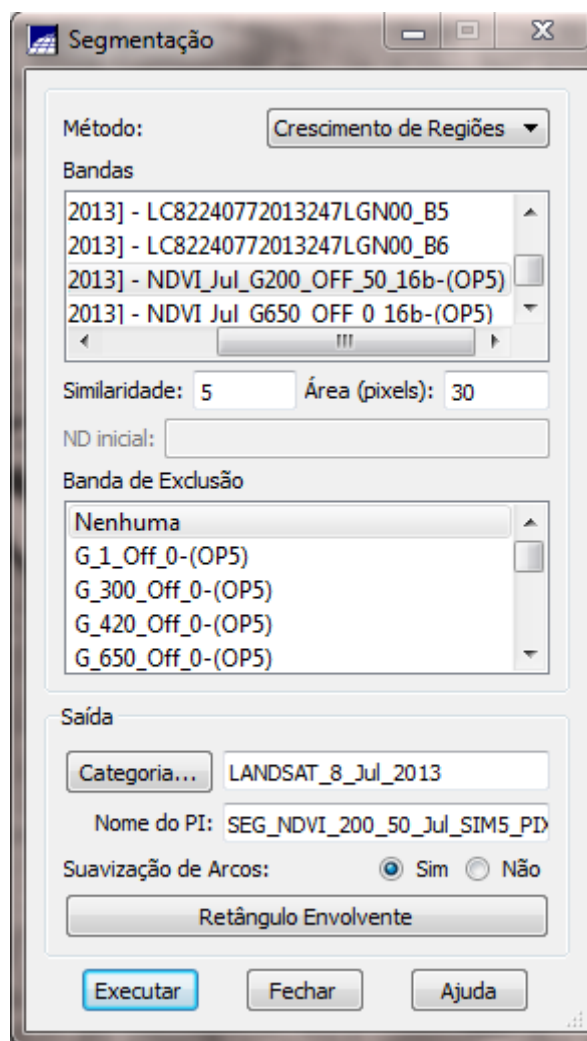 Segmentação
Método: Crescimento de Regiões
Bandas
2013] - LC82240772013247LGN00_B5
2013] - LC82240772013247LGN00_B6
2013] - NDVI_Jul_G200_OFF_50_16b-(OP5)
2013] - NDVI_Jul_G650_OFF_0_16b-(OP5)
Similaridade: 5 Área (pixels): 30
ND inicial:
Banda de Exclusão
Nenhuma
G_1_Off_0-(OP5)
G_300_Off_0-(OP5)
G_420_Off_0-(OP5)
G_650_Off_0-(OP5)
Saída
Categoria... LANDSAT_8_Jul_2013
Nome do PI: SEG_NDVI_200_50_Jul_SIM5_PIX
Suavização de Arcos: Sim Não
Retângulo Envolvente
Executar Fechar Ajuda